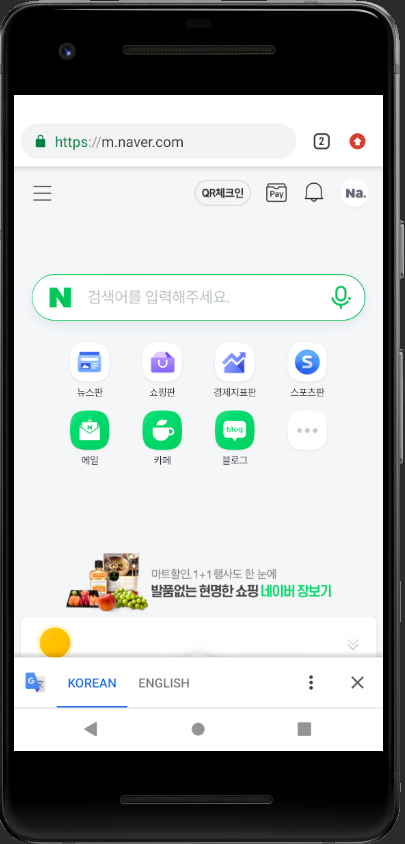 https://m.naver.com
2
QR체크인
Pay
Na.
N
검색어를 입력해주세요.
뉴스판
쇼핑판
경제지표판
스포츠판
메일
카페
blog
블로그
마트할인, 1+1 행사도 한 눈에
발품없는 현명한 쇼핑 네이버 장보기
G
KOREAN
ENGLISH